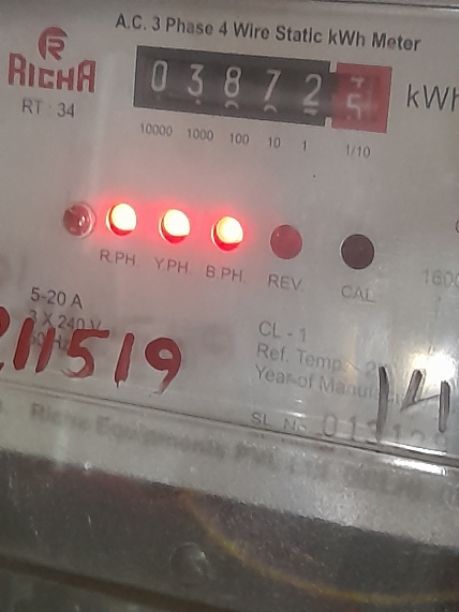 A.C. 3 Phase 4 Wire Static kWh Meter
RICHA
RT : 34
0 3 8 7 2 5
kWh
10000 1000 100 10 1 1/10
R.PH. Y.PH. B.PH. REV. CAL
5-20 A
3 X 240 V
211519
CL - 1
Ref. Temp.
Year of Manuf
14
SL. No.